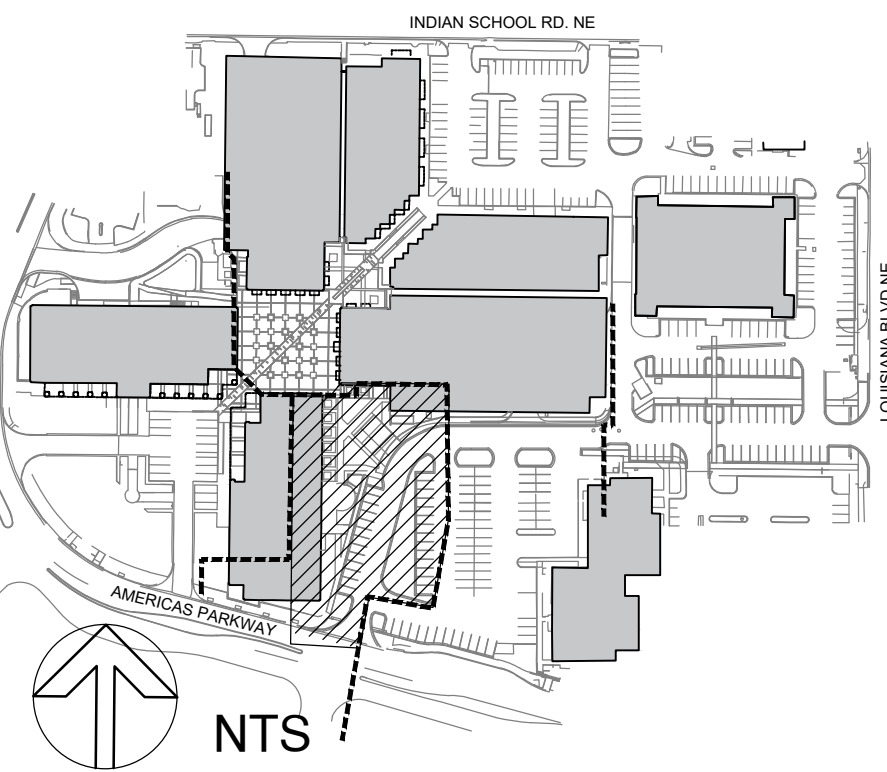 INDIAN SCHOOL RD. NE
LOUISIANA BLVD NE
AMERICAS PARKWAY
NTS